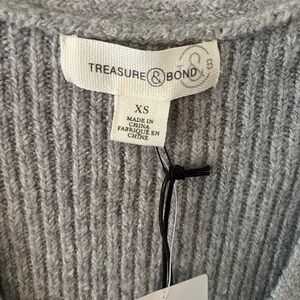 TREASURE & BOND
& B
XS
MADE IN
CHINA
FABRIQUÉ EN
CHINE